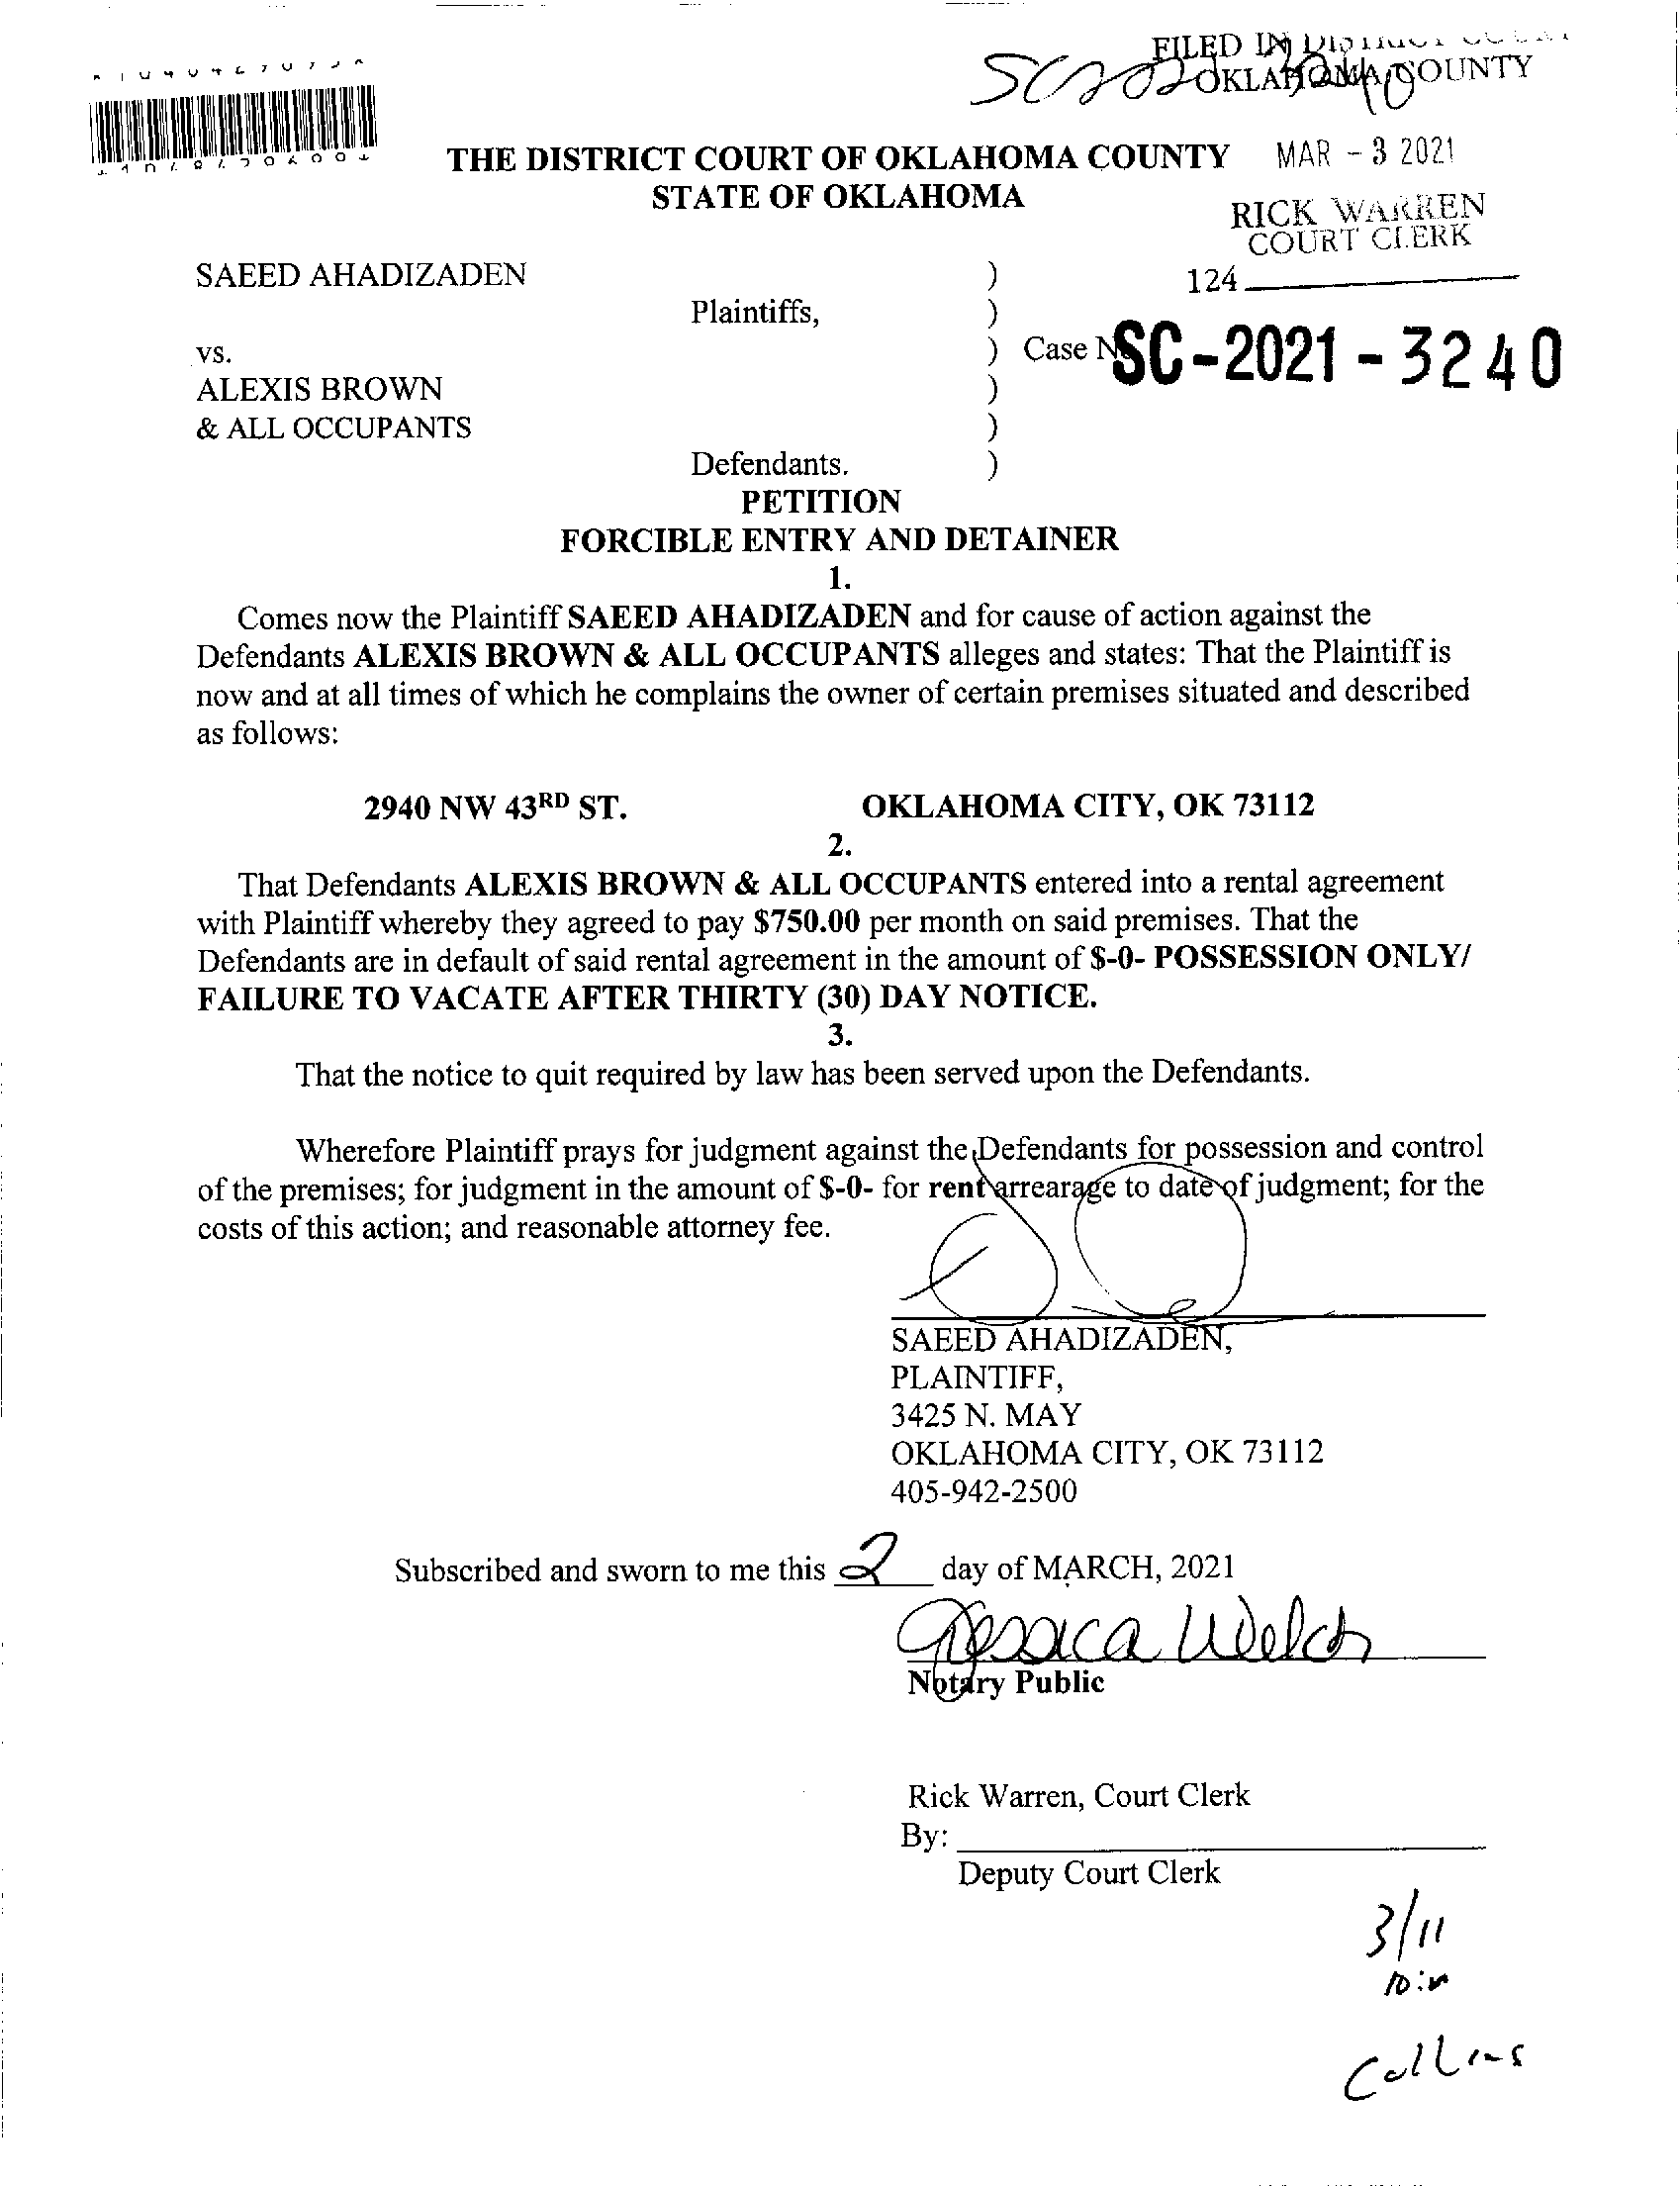 FILED IN DISTRICT COURT
OKLAHOMA COUNTY
THE DISTRICT COURT OF OKLAHOMA COUNTY
STATE OF OKLAHOMA
MAR - 3 2021
RICK WARREN
COURT CLERK
124
SAEED AHADIZADEN )
Plaintiffs, )
vs. ) Case No SC-2021-3240
ALEXIS BROWN )
& ALL OCCUPANTS )
Defendants. )
PETITION
FORCIBLE ENTRY AND DETAINER
1.
Comes now the Plaintiff SAEED AHADIZADEN and for cause of action against the
Defendants ALEXIS BROWN & ALL OCCUPANTS alleges and states: That the Plaintiff is
now and at all times of which he complains the owner of certain premises situated and described
as follows:
2940 NW 43RD ST. OKLAHOMA CITY, OK 73112
2.
That Defendants ALEXIS BROWN & ALL OCCUPANTS entered into a rental agreement
with Plaintiff whereby they agreed to pay $750.00 per month on said premises. That the
Defendants are in default of said rental agreement in the amount of $-0- POSSESSION ONLY/
FAILURE TO VACATE AFTER THIRTY (30) DAY NOTICE.
3.
That the notice to quit required by law has been served upon the Defendants.
Wherefore Plaintiff prays for judgment against the Defendants for possession and control
of the premises; for judgment in the amount of $-0- for rent arrearage to date of judgment; for the
costs of this action; and reasonable attorney fee.
SAEED AHADIZADEN,
PLAINTIFF,
3425 N. MAY
OKLAHOMA CITY, OK 73112
405-942-2500
Subscribed and sworn to me this 2 day of MARCH, 2021
Jessica Welch
Notary Public
Rick Warren, Court Clerk
By:
Deputy Court Clerk
3/11
Collins